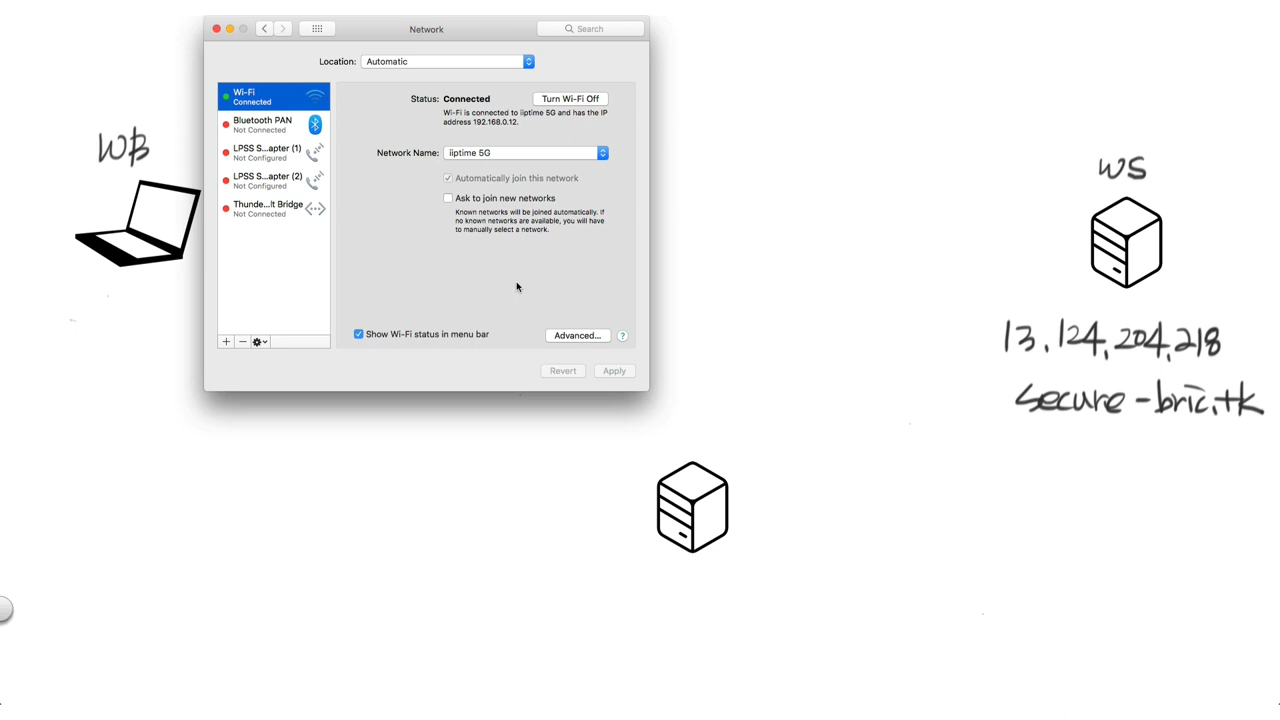 Network
Search
Location: Automatic
Wi-Fi
Connected
Bluetooth PAN
Not Connected
LPSS S...apter (1)
Not Configured
LPSS S...apter (2)
Not Configured
Thunde...lt Bridge
Not Connected
Status: Connected
Turn Wi-Fi Off
Wi-Fi is connected to iiptime 5G and has the IP
address 192.168.0.12.
Network Name: iiptime 5G
Automatically join this network
Ask to join new networks
Known networks will be joined automatically. If
no known networks are available, you will have
to manually select a network.
Show Wi-Fi status in menu bar
Advanced...
?
Revert
Apply
WB
WS
13.124.204.218
secure-bric.tk